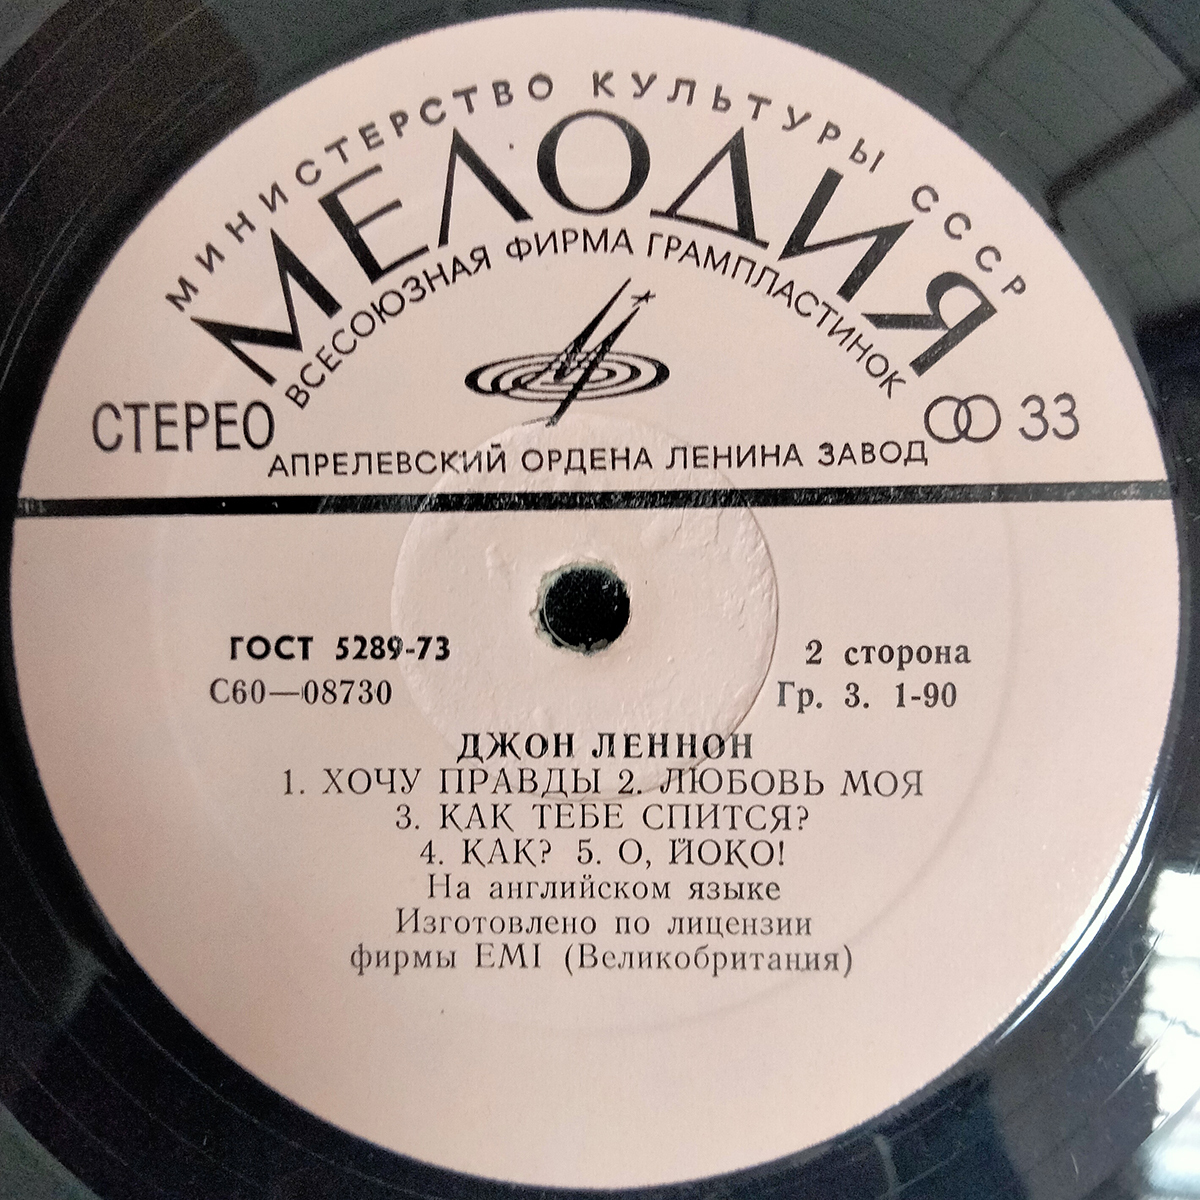 МИНИСТЕРСТВО КУЛЬТУРЫ СССР
МЕЛОДИЯ
ВСЕСОЮЗНАЯ ФИРМА ГРАМПЛАСТИНОК
СТЕРЕО
33
АПРЕЛЕВСКИЙ ОРДЕНА ЛЕНИНА ЗАВОД
ГОСТ 5289-73
2 сторона
С60—08730
Гр. 3. 1-90
ДЖОН ЛЕННОН
1. ХОЧУ ПРАВДЫ 2. ЛЮБОВЬ МОЯ
3. КАК ТЕБЕ СПИТСЯ?
4. КАК? 5. О, ЙОКО!
На английском языке
Изготовлено по лицензии
фирмы EMI (Великобритания)